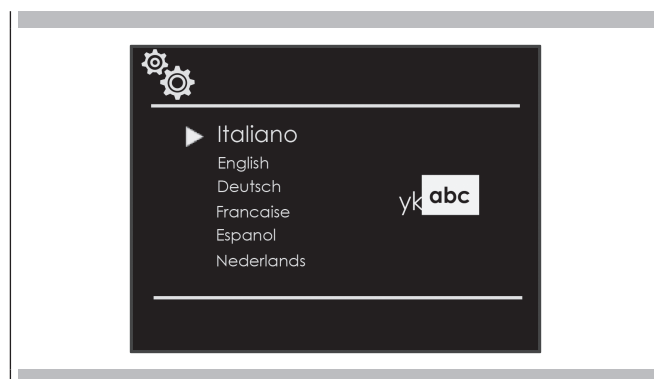 Italiano
English
Deutsch
Francaise
Espanol
Nederlands
yk abc